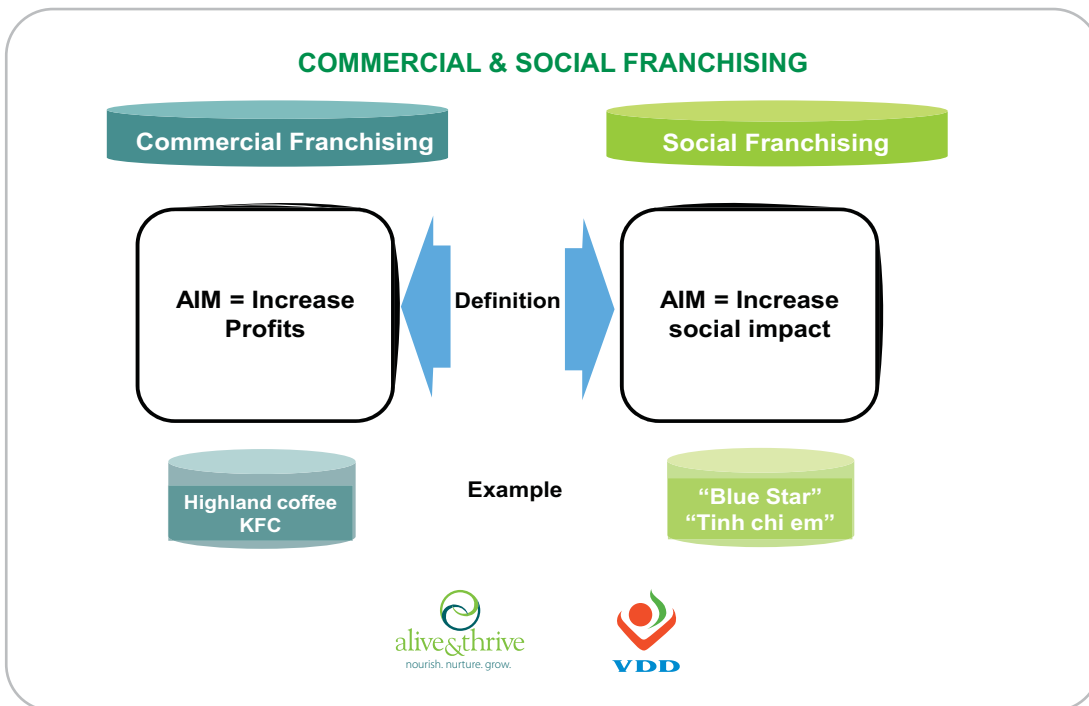 COMMERCIAL & SOCIAL FRANCHISING
Commercial Franchising
Social Franchising
AIM = Increase
Profits
Definition
AIM = Increase
social impact
Highland coffee
KFC
Example
“Blue Star”
“Tinh chi em”
alive&thrive
nourish. nurture. grow.
VDD